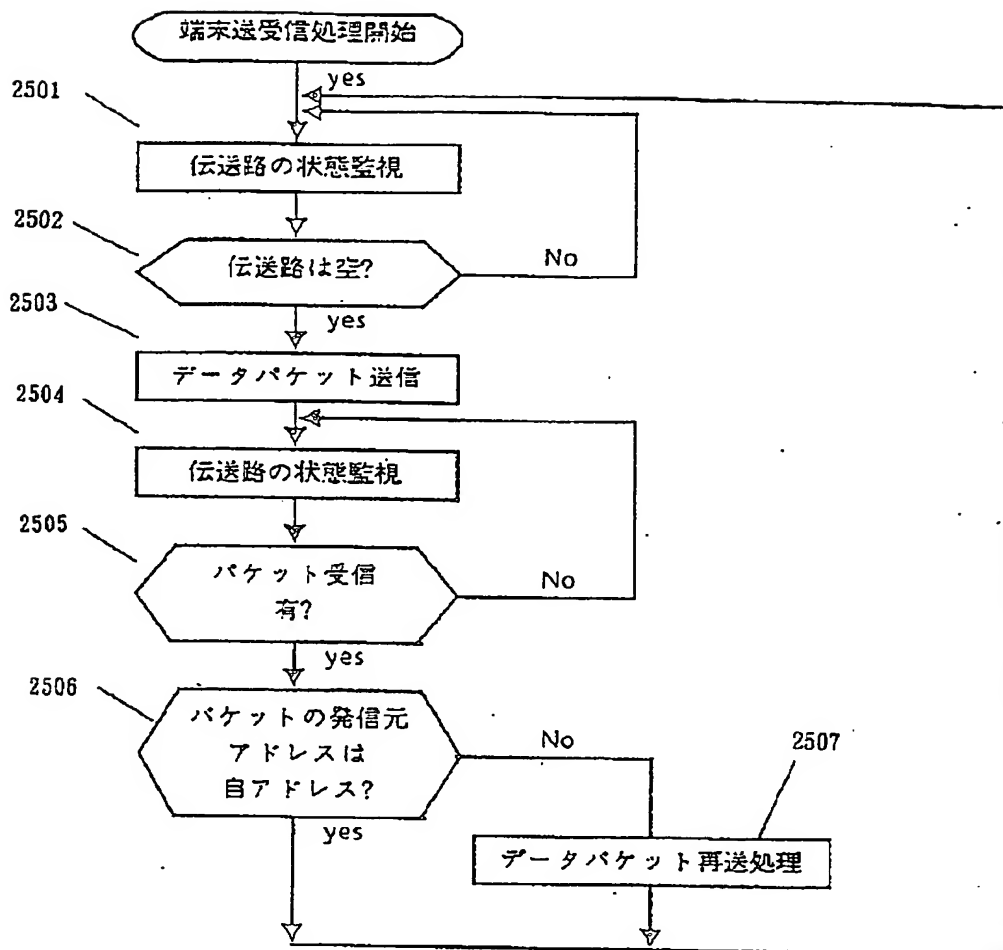 端末送受信処理開始
yes
2501
伝送路の状態監視
2502
伝送路は空?
No
yes
2503
データパケット送信
2504
伝送路の状態監視
2505
パケット受信
有?
No
yes
2506
パケットの発信元
アドレスは
自アドレス?
No
2507
yes
データパケット再送処理